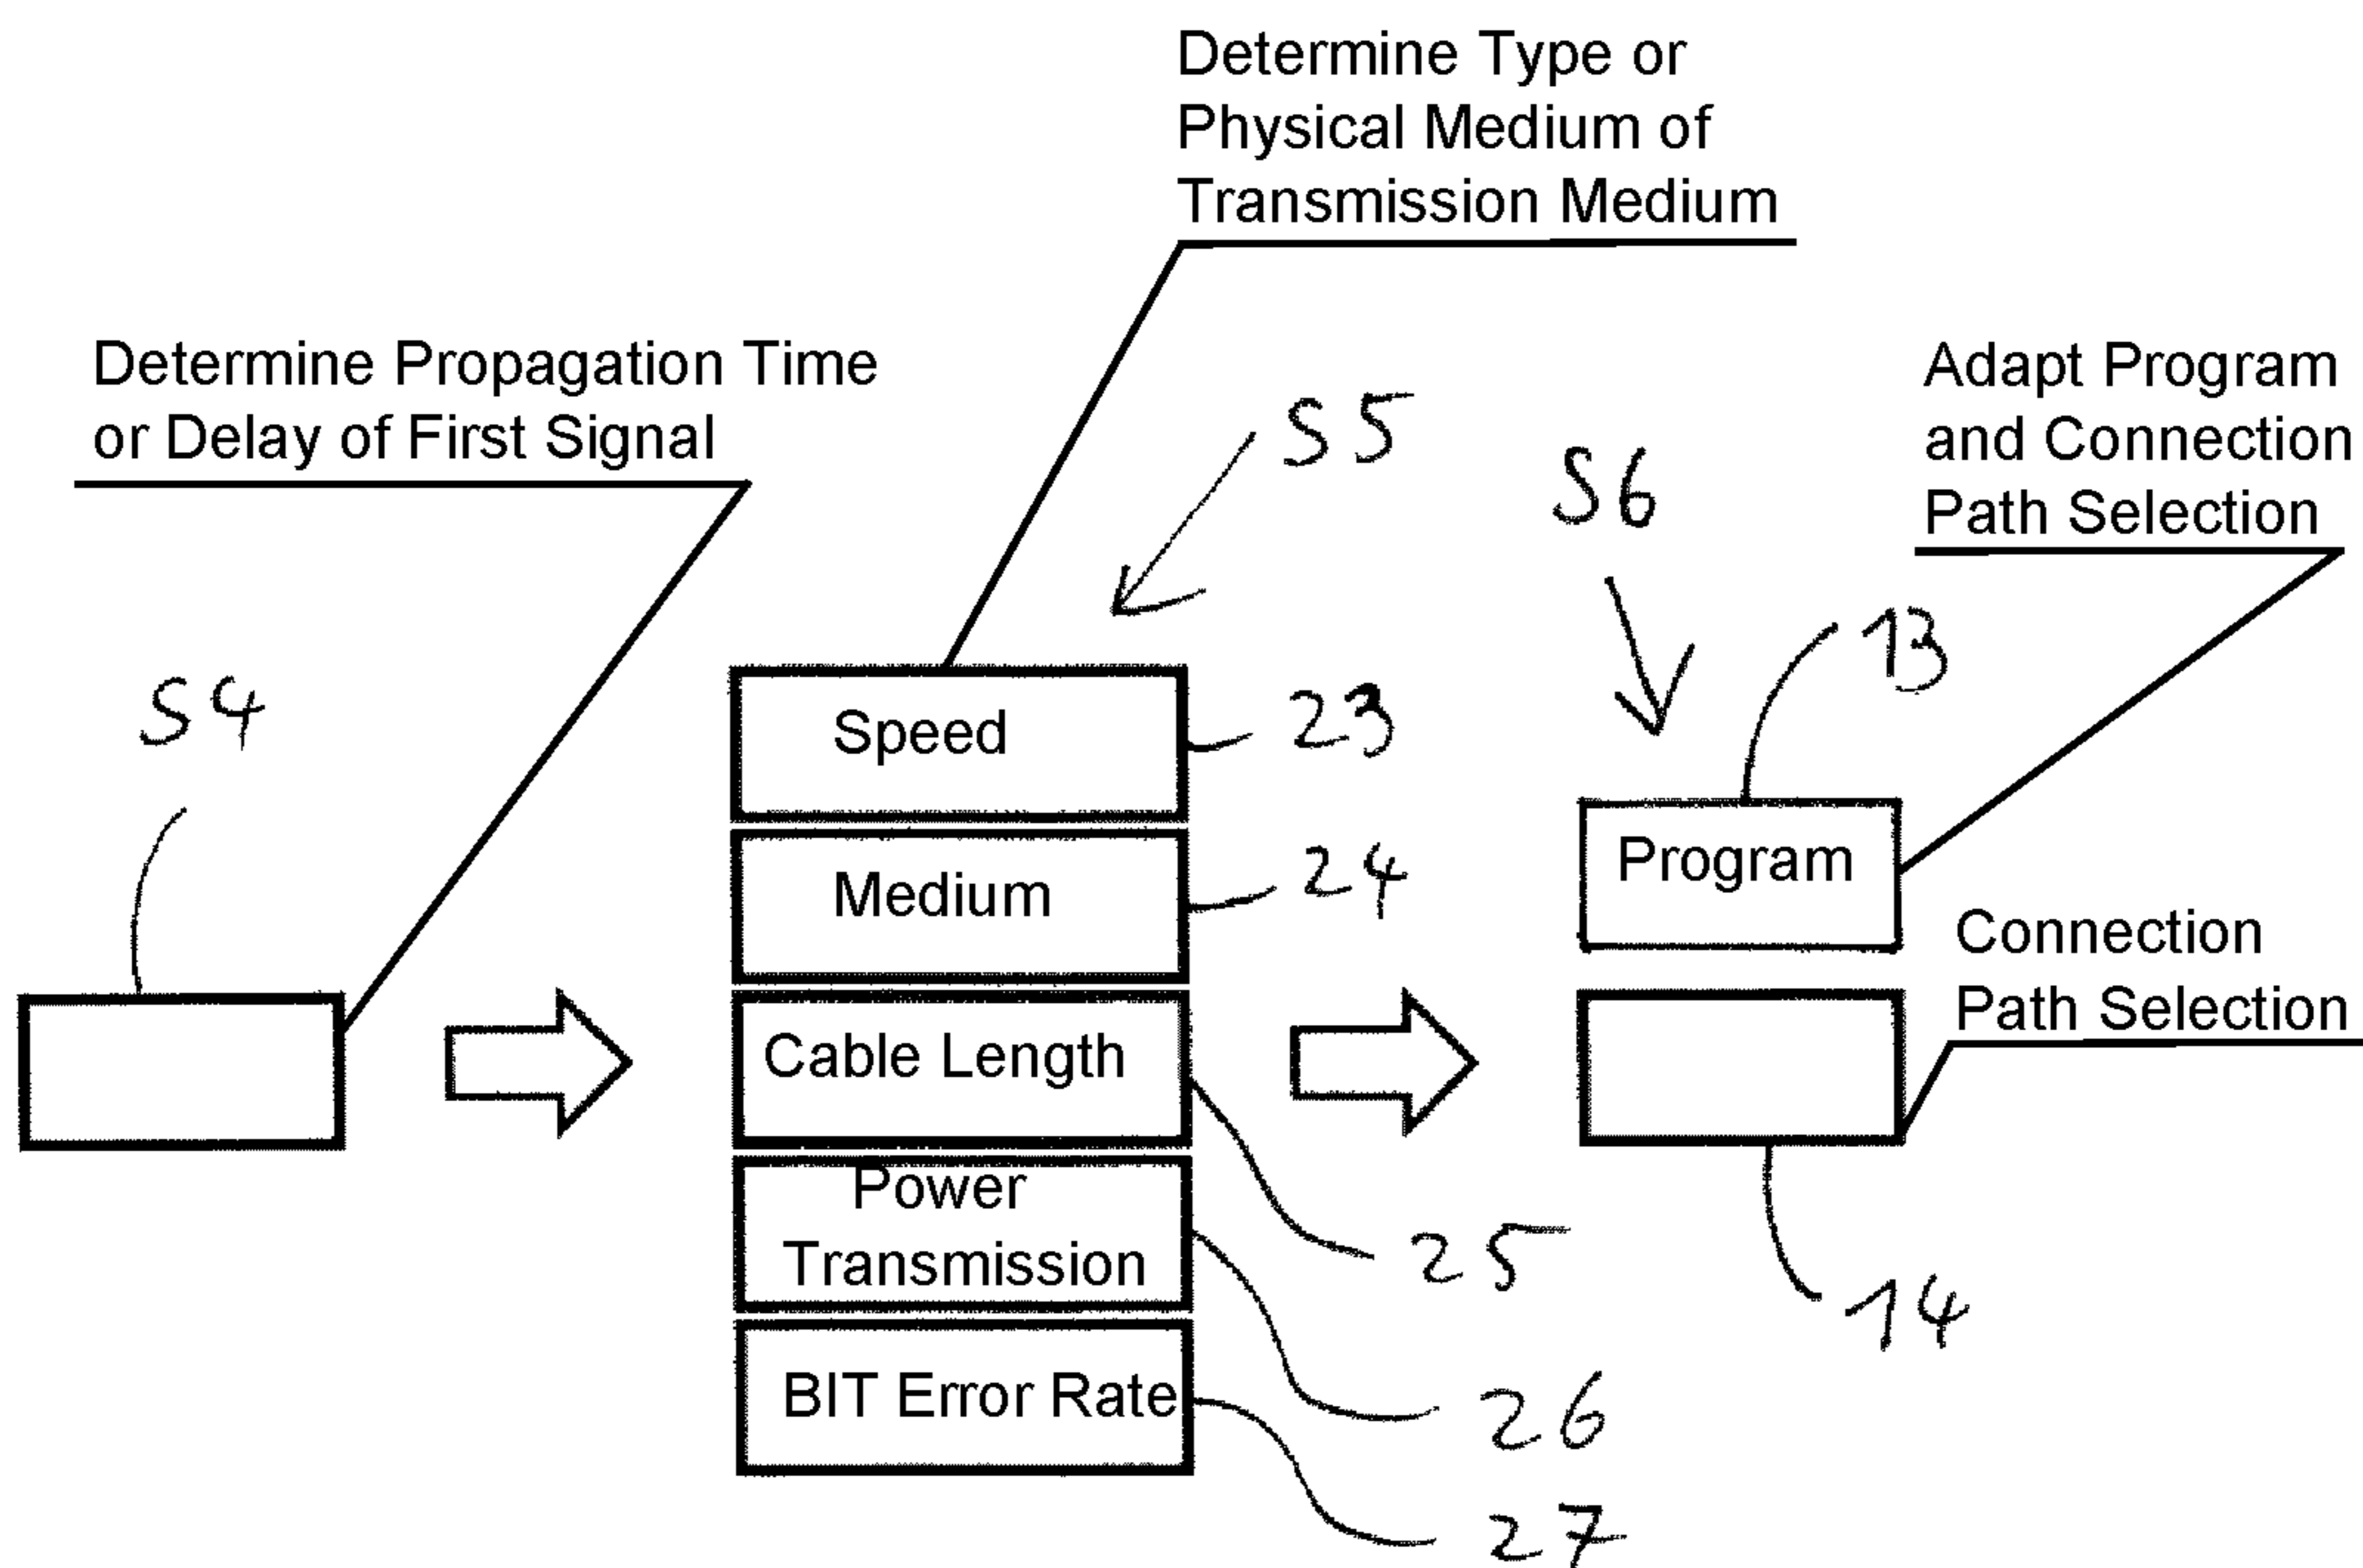 Determine Type or
Physical Medium of
Transmission Medium
Determine Propagation Time
or Delay of First Signal
Adapt Program
and Connection
Path Selection
S5
S6
13
S4
Speed
23
Medium
24
Program
Connection
Path Selection
Cable Length
25
14
Power
Transmission
26
BIT Error Rate
27